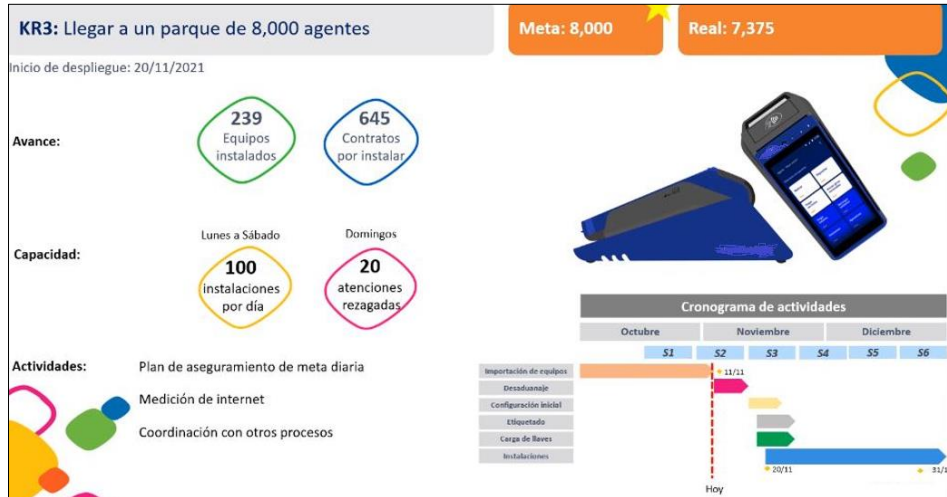 KR3: Llegar a un parque de 8,000 agentes
Meta: 8,000
Real: 7,375
Inicio de despliegue: 20/11/2021
Avance:
239
Equipos
instalados
645
Contratos
por instalar
Capacidad:
Lunes a Sábado
100
instalaciones
por día
Domingos
20
atenciones
rezagadas
Actividades:
Plan de aseguramiento de meta diaria
Medición de internet
Coordinación con otros procesos
Cronograma de actividades
Octubre Noviembre Diciembre
S1 S2 S3 S4 S5 S6
Importación de equipos
11/11
Desaduanaje
Configuración inicial
Etiquetado
Carga de llaves
Instalaciones
20/11
31/1
Hoy